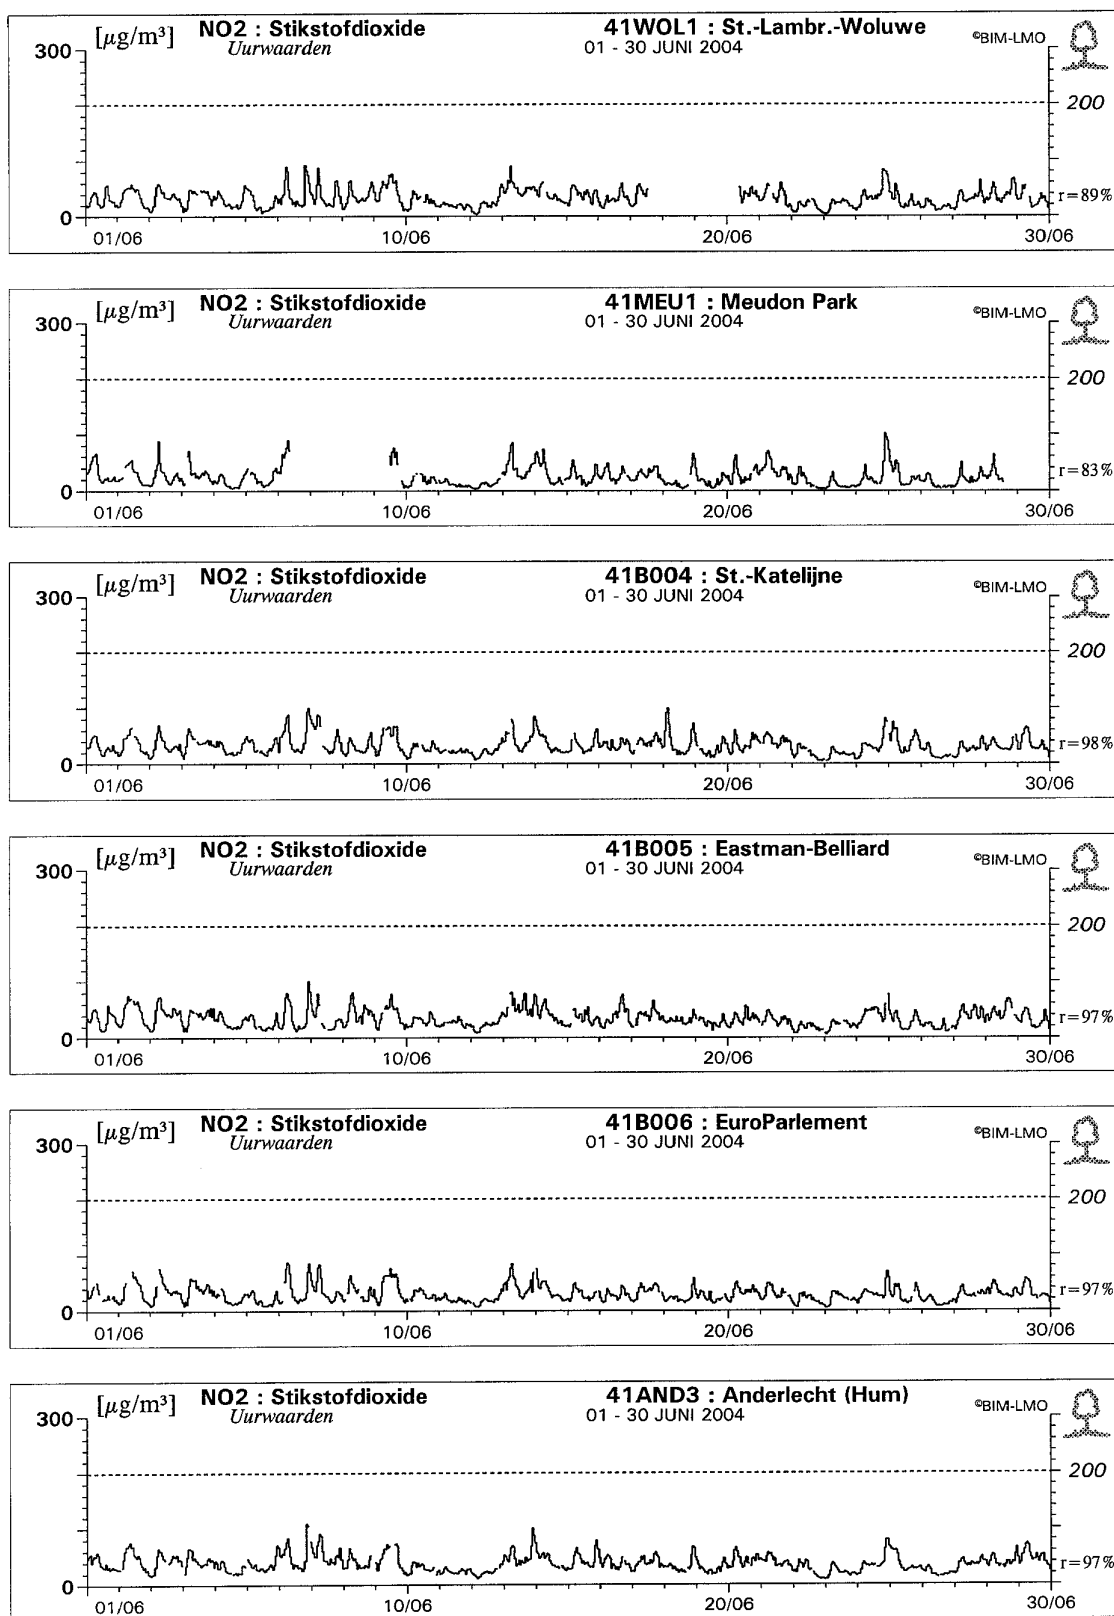 [µg/m³] NO2 : Stikstofdioxide 41WOL1 : St.-Lambr.-Woluwe ©BIM-LMO
300 Uurwaarden 01 - 30 JUNI 2004
200
r=89%
0
01/06 10/06 20/06 30/06
[µg/m³] NO2 : Stikstofdioxide 41MEU1 : Meudon Park ©BIM-LMO
300 Uurwaarden 01 - 30 JUNI 2004
200
r=83%
0
01/06 10/06 20/06 30/06
[µg/m³] NO2 : Stikstofdioxide 41B004 : St.-Katelijne ©BIM-LMO
300 Uurwaarden 01 - 30 JUNI 2004
200
r=98%
0
01/06 10/06 20/06 30/06
[µg/m³] NO2 : Stikstofdioxide 41B005 : Eastman-Belliard ©BIM-LMO
300 Uurwaarden 01 - 30 JUNI 2004
200
r=97%
0
01/06 10/06 20/06 30/06
[µg/m³] NO2 : Stikstofdioxide 41B006 : EuroParlement ©BIM-LMO
300 Uurwaarden 01 - 30 JUNI 2004
200
r=97%
0
01/06 10/06 20/06 30/06
[µg/m³] NO2 : Stikstofdioxide 41AND3 : Anderlecht (Hum) ©BIM-LMO
300 Uurwaarden 01 - 30 JUNI 2004
200
r=97%
0
01/06 10/06 20/06 30/06